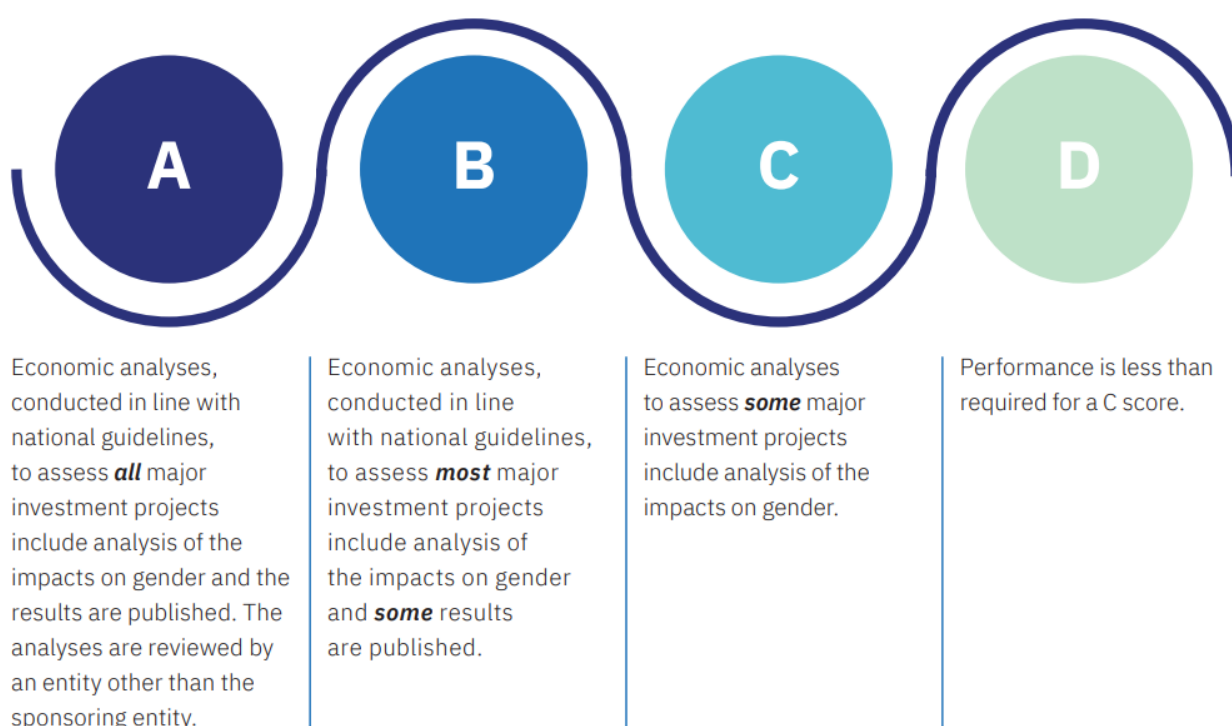 A
B
C
D
Economic analyses,
conducted in line with
national guidelines,
to assess all major
investment projects
include analysis of the
impacts on gender and the
results are published. The
analyses are reviewed by
an entity other than the
sponsoring entity.
Economic analyses,
conducted in line
with national guidelines,
to assess most major
investment projects
include analysis of
the impacts on gender
and some results
are published.
Economic analyses
to assess some major
investment projects
include analysis of the
impacts on gender.
Performance is less than
required for a C score.